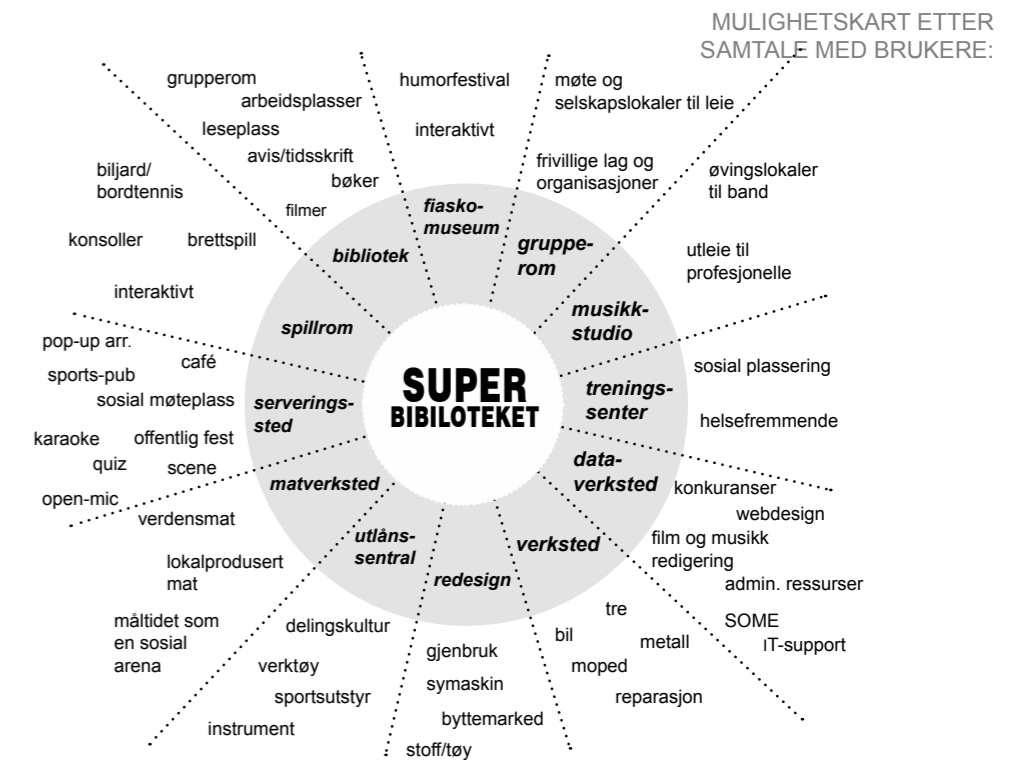 MULIGHETSKART ETTER
SAMTALE MED BRUKERE:
SUPER
BIBILOTEKET
fiasko-
museum
humorfestival
interaktivt
gruppe-
rom
møte og
selskapslokaler til leie
frivillige lag og
organisasjoner
musikk-
studio
øvingslokaler
til band
utleie til
profesjonelle
trenings-
senter
sosial plassering
helsefremmende
data-
verksted
konkuranser
webdesign
film og musikk
redigering
admin. ressurser
SOME
IT-support
verksted
tre
bil
metall
moped
reparasjon
redesign
gjenbruk
symaskin
byttemarked
stoff/tøy
utlåns-
sentral
delingskultur
verktøy
sportsutstyr
instrument
matverksted
verdensmat
lokalprodusert
mat
måltidet som
en sosial
arena
serverings-
sted
pop-up arr.
café
sports-pub
sosial møteplass
karaoke
offentlig fest
quiz
scene
open-mic
spillrom
biljard/
bordtennis
konsoller
brettspill
interaktivt
bibliotek
grupperom
arbeidsplasser
leseplass
avis/tidsskrift
bøker
filmer